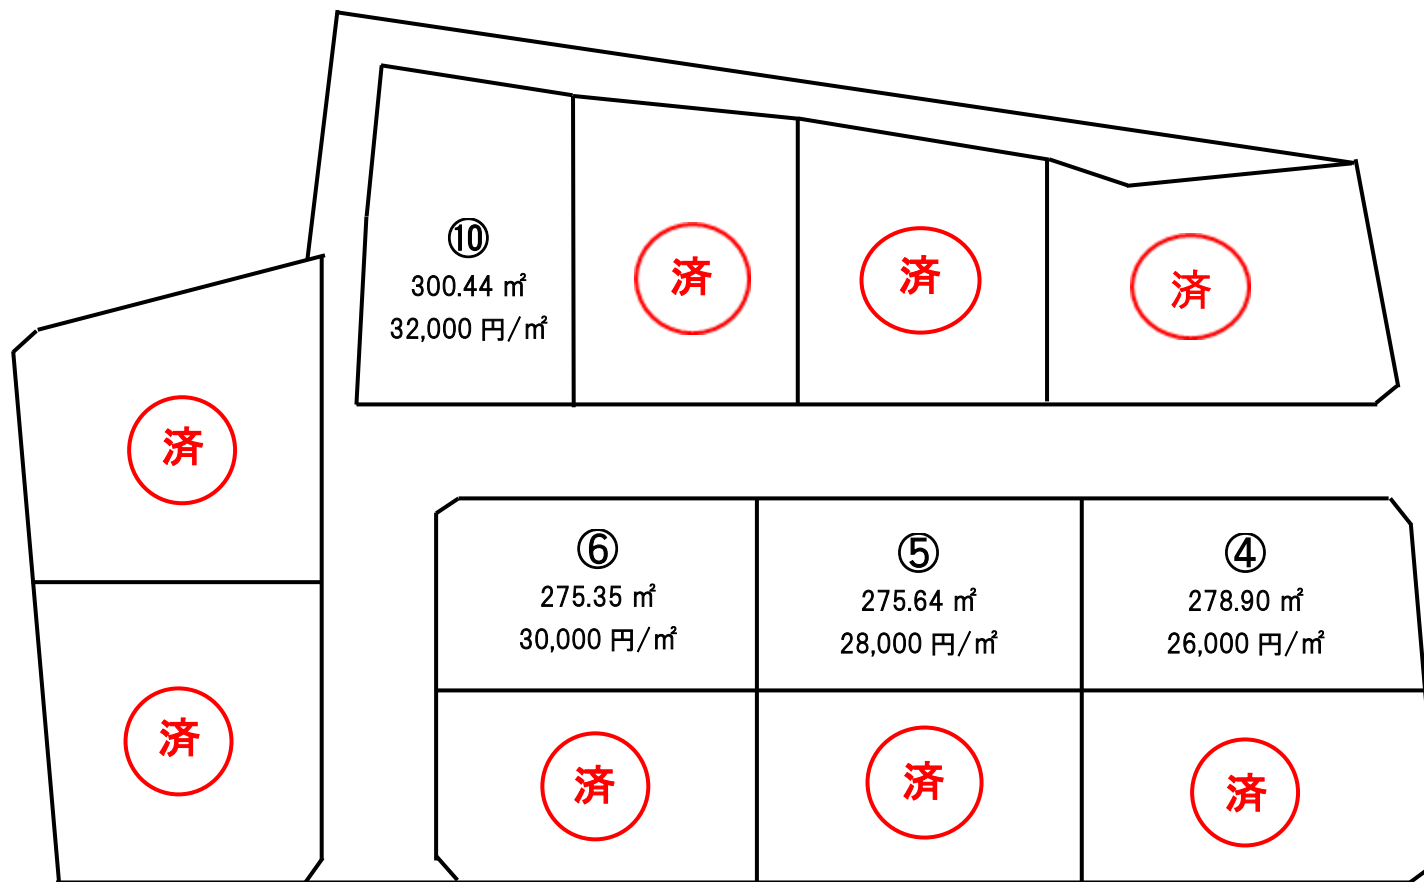 ⑩
300.44 ㎡
32,000 円/㎡
済
済
済
済
⑥
275.35 ㎡
30,000 円/㎡
⑤
275.64 ㎡
28,000 円/㎡
④
278.90 ㎡
26,000 円/㎡
済
済
済
済